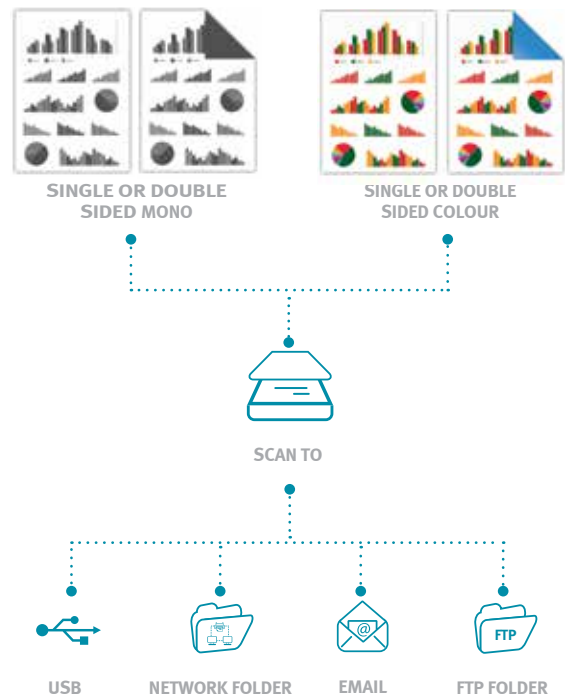 SINGLE OR DOUBLE
SIDED MONO
SINGLE OR DOUBLE
SIDED COLOUR
SCAN TO
@
FTP
USB
NETWORK FOLDER
EMAIL
FTP FOLDER